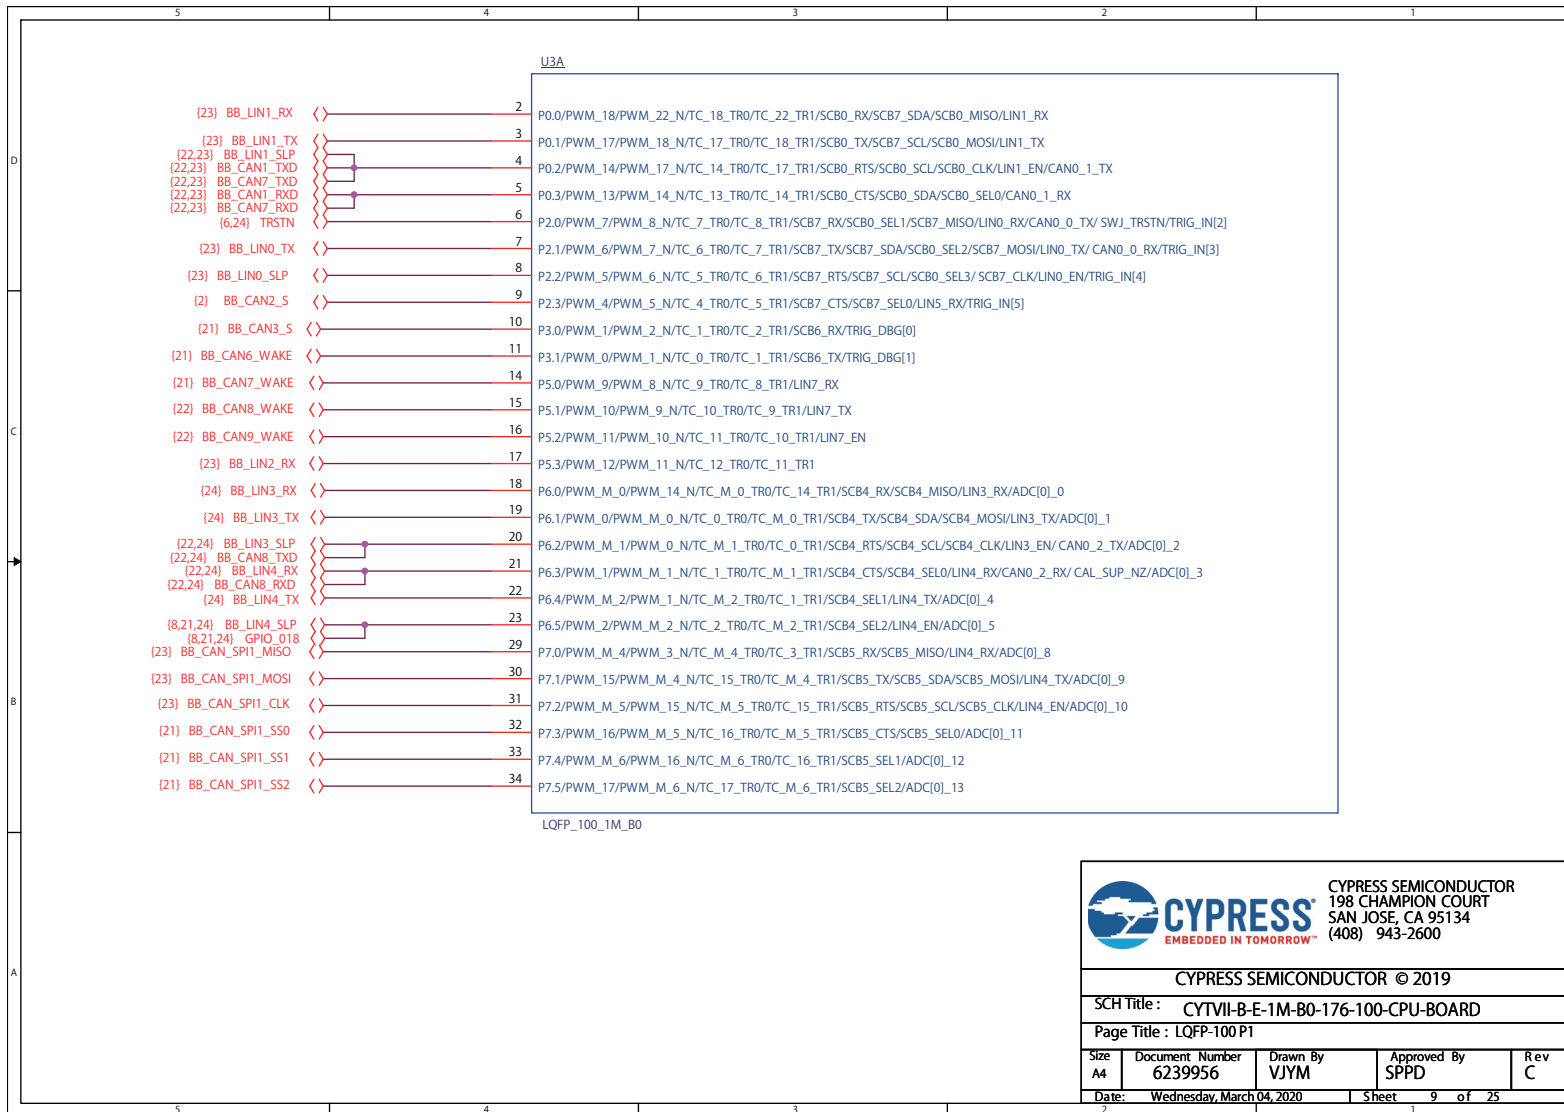 5 4 3 2 1
U3A
{23} BB_LIN1_RX 2 P0.0/PWM_18/PWM_22_N/TC_18_TR0/TC_22_TR1/SCB0_RX/SCB7_SDA/SCB0_MISO/LIN1_RX
{23} BB_LIN1_TX 3 P0.1/PWM_17/PWM_18_N/TC_17_TR0/TC_18_TR1/SCB0_TX/SCB7_SCL/SCB0_MOSI/LIN1_TX
{22,23} BB_LIN1_SLP
D
{22,23} BB_CAN1_TXD 4 P0.2/PWM_14/PWM_17_N/TC_14_TR0/TC_17_TR1/SCB0_RTS/SCB0_SCL/SCB0_CLK/LIN1_EN/CAN0_1_TX
{22,23} BB_CAN7_TXD
{22,23} BB_CAN1_RXD 5 P0.3/PWM_13/PWM_14_N/TC_13_TR0/TC_14_TR1/SCB0_CTS/SCB0_SDA/SCB0_SEL0/CAN0_1_RX
{22,23} BB_CAN7_RXD
{6,24} TRSTN 6 P2.0/PWM_7/PWM_8_N/TC_7_TR0/TC_8_TR1/SCB7_RX/SCB0_SEL1/SCB7_MISO/LIN0_RX/CAN0_0_TX/ SWJ_TRSTN/TRIG_IN[2]
{23} BB_LIN0_TX 7 P2.1/PWM_6/PWM_7_N/TC_6_TR0/TC_7_TR1/SCB7_TX/SCB7_SDA/SCB0_SEL2/SCB7_MOSI/LIN0_TX/ CAN0_0_RX/TRIG_IN[3]
{23} BB_LIN0_SLP 8 P2.2/PWM_5/PWM_6_N/TC_5_TR0/TC_6_TR1/SCB7_RTS/SCB7_SCL/SCB0_SEL3/ SCB7_CLK/LIN0_EN/TRIG_IN[4]
{2} BB_CAN2_S 9 P2.3/PWM_4/PWM_5_N/TC_4_TR0/TC_5_TR1/SCB7_CTS/SCB7_SEL0/LIN5_RX/TRIG_IN[5]
{21} BB_CAN3_S 10 P3.0/PWM_1/PWM_2_N/TC_1_TR0/TC_2_TR1/SCB6_RX/TRIG_DBG[0]
{21} BB_CAN6_WAKE 11 P3.1/PWM_0/PWM_1_N/TC_0_TR0/TC_1_TR1/SCB6_TX/TRIG_DBG[1]
{21} BB_CAN7_WAKE 14 P5.0/PWM_9/PWM_8_N/TC_9_TR0/TC_8_TR1/LIN7_RX
{22} BB_CAN8_WAKE 15 P5.1/PWM_10/PWM_9_N/TC_10_TR0/TC_9_TR1/LIN7_TX
C
{22} BB_CAN9_WAKE 16 P5.2/PWM_11/PWM_10_N/TC_11_TR0/TC_10_TR1/LIN7_EN
{23} BB_LIN2_RX 17 P5.3/PWM_12/PWM_11_N/TC_12_TR0/TC_11_TR1
{24} BB_LIN3_RX 18 P6.0/PWM_M_0/PWM_14_N/TC_M_0_TR0/TC_14_TR1/SCB4_RX/SCB4_MISO/LIN3_RX/ADC[0]_0
{24} BB_LIN3_TX 19 P6.1/PWM_0/PWM_M_0_N/TC_0_TR0/TC_M_0_TR1/SCB4_TX/SCB4_SDA/SCB4_MOSI/LIN3_TX/ADC[0]_1
{22,24} BB_LIN3_SLP 20 P6.2/PWM_M_1/PWM_0_N/TC_M_1_TR0/TC_0_TR1/SCB4_RTS/SCB4_SCL/SCB4_CLK/LIN3_EN/ CAN0_2_TX/ADC[0]_2
{22,24} BB_CAN8_TXD
{22,24} BB_LIN4_RX 21 P6.3/PWM_1/PWM_M_1_N/TC_1_TR0/TC_M_1_TR1/SCB4_CTS/SCB4_SEL0/LIN4_RX/CAN0_2_RX/ CAL_SUP_NZ/ADC[0]_3
{22,24} BB_CAN8_RXD
{24} BB_LIN4_TX 22 P6.4/PWM_M_2/PWM_1_N/TC_M_2_TR0/TC_1_TR1/SCB4_SEL1/LIN4_TX/ADC[0]_4
{8,21,24} BB_LIN4_SLP 23 P6.5/PWM_2/PWM_M_2_N/TC_2_TR0/TC_M_2_TR1/SCB4_SEL2/LIN4_EN/ADC[0]_5
{8,21,24} GPIO_018
{23} BB_CAN_SPI1_MISO 29 P7.0/PWM_M_4/PWM_3_N/TC_M_4_TR0/TC_3_TR1/SCB5_RX/SCB5_MISO/LIN4_RX/ADC[0]_8
{23} BB_CAN_SPI1_MOSI 30 P7.1/PWM_15/PWM_M_4_N/TC_15_TR0/TC_M_4_TR1/SCB5_TX/SCB5_SDA/SCB5_MOSI/LIN4_TX/ADC[0]_9
B
{23} BB_CAN_SPI1_CLK 31 P7.2/PWM_M_5/PWM_15_N/TC_M_5_TR0/TC_15_TR1/SCB5_RTS/SCB5_SCL/SCB5_CLK/LIN4_EN/ADC[0]_10
{21} BB_CAN_SPI1_SS0 32 P7.3/PWM_16/PWM_M_5_N/TC_16_TR0/TC_M_5_TR1/SCB5_CTS/SCB5_SEL0/ADC[0]_11
{21} BB_CAN_SPI1_SS1 33 P7.4/PWM_M_6/PWM_16_N/TC_M_6_TR0/TC_16_TR1/SCB5_SEL1/ADC[0]_12
{21} BB_CAN_SPI1_SS2 34 P7.5/PWM_17/PWM_M_6_N/TC_17_TR0/TC_M_6_TR1/SCB5_SEL2/ADC[0]_13
LQFP_100_1M_B0
A
CYPRESS
EMBEDDED IN TOMORROW™
CYPRESS SEMICONDUCTOR
198 CHAMPION COURT
SAN JOSE, CA 95134
(408) 943-2600
CYPRESS SEMICONDUCTOR © 2019
SCH Title : CYTVII-B-E-1M-B0-176-100-CPU-BOARD
Page Title : LQFP-100 P1
Size Document Number Drawn By Approved By Rev
A4 6239956 VJYM SPPD C
Date: Wednesday, March 04, 2020 Sheet 9 of 25
5 4 3 2 1